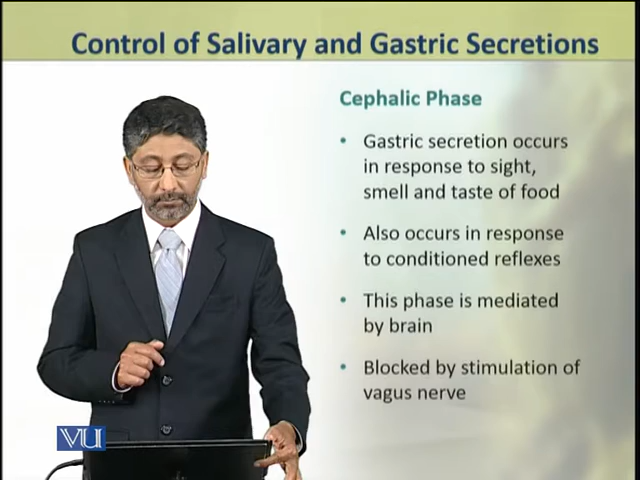 Control of Salivary and Gastric Secretions
Cephalic Phase
• Gastric secretion occurs
in response to sight,
smell and taste of food
• Also occurs in response
to conditioned reflexes
• This phase is mediated
by brain
• Blocked by stimulation of
vagus nerve
VU